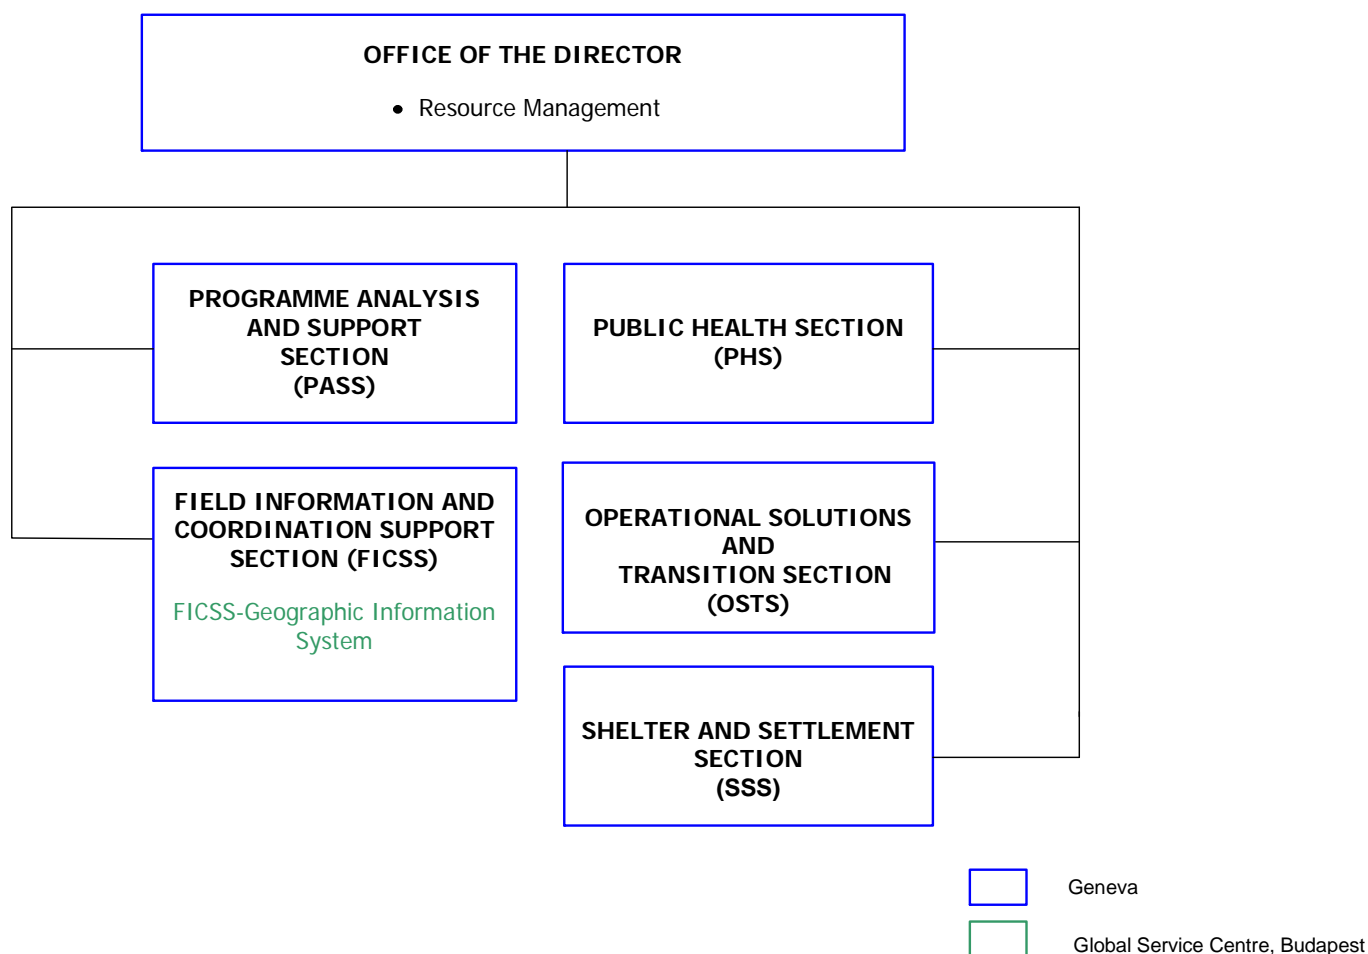 OFFICE OF THE DIRECTOR
• Resource Management
PROGRAMME ANALYSIS
AND SUPPORT
SECTION
(PASS)
PUBLIC HEALTH SECTION
(PHS)
FIELD INFORMATION AND
COORDINATION SUPPORT
SECTION (FICSS)
FICSS-Geographic Information
System
OPERATIONAL SOLUTIONS
AND
TRANSITION SECTION
(OSTS)
SHELTER AND SETTLEMENT
SECTION
(SSS)
Geneva
Global Service Centre, Budapest